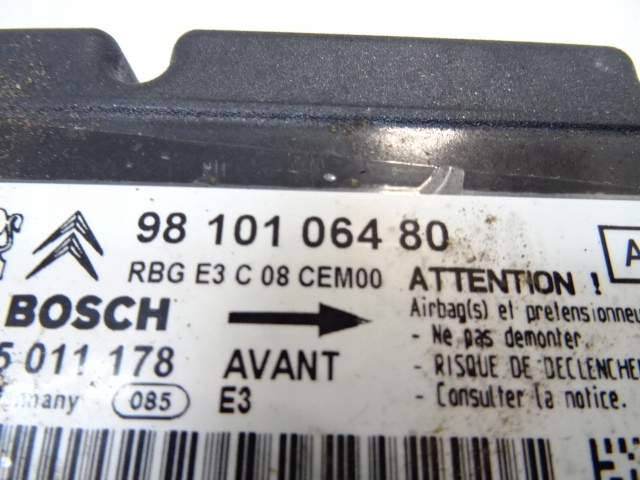 98 101 064 80
A
RBG E3 C 08 CEM00
ATTENTION !
BOSCH
Airbag(s) et pretensionneu
- Ne pas demonter.
5 011 178
AVANT
- RISQUE DE DECLENCHE
rmany
085
E3
- Consulter la notice.